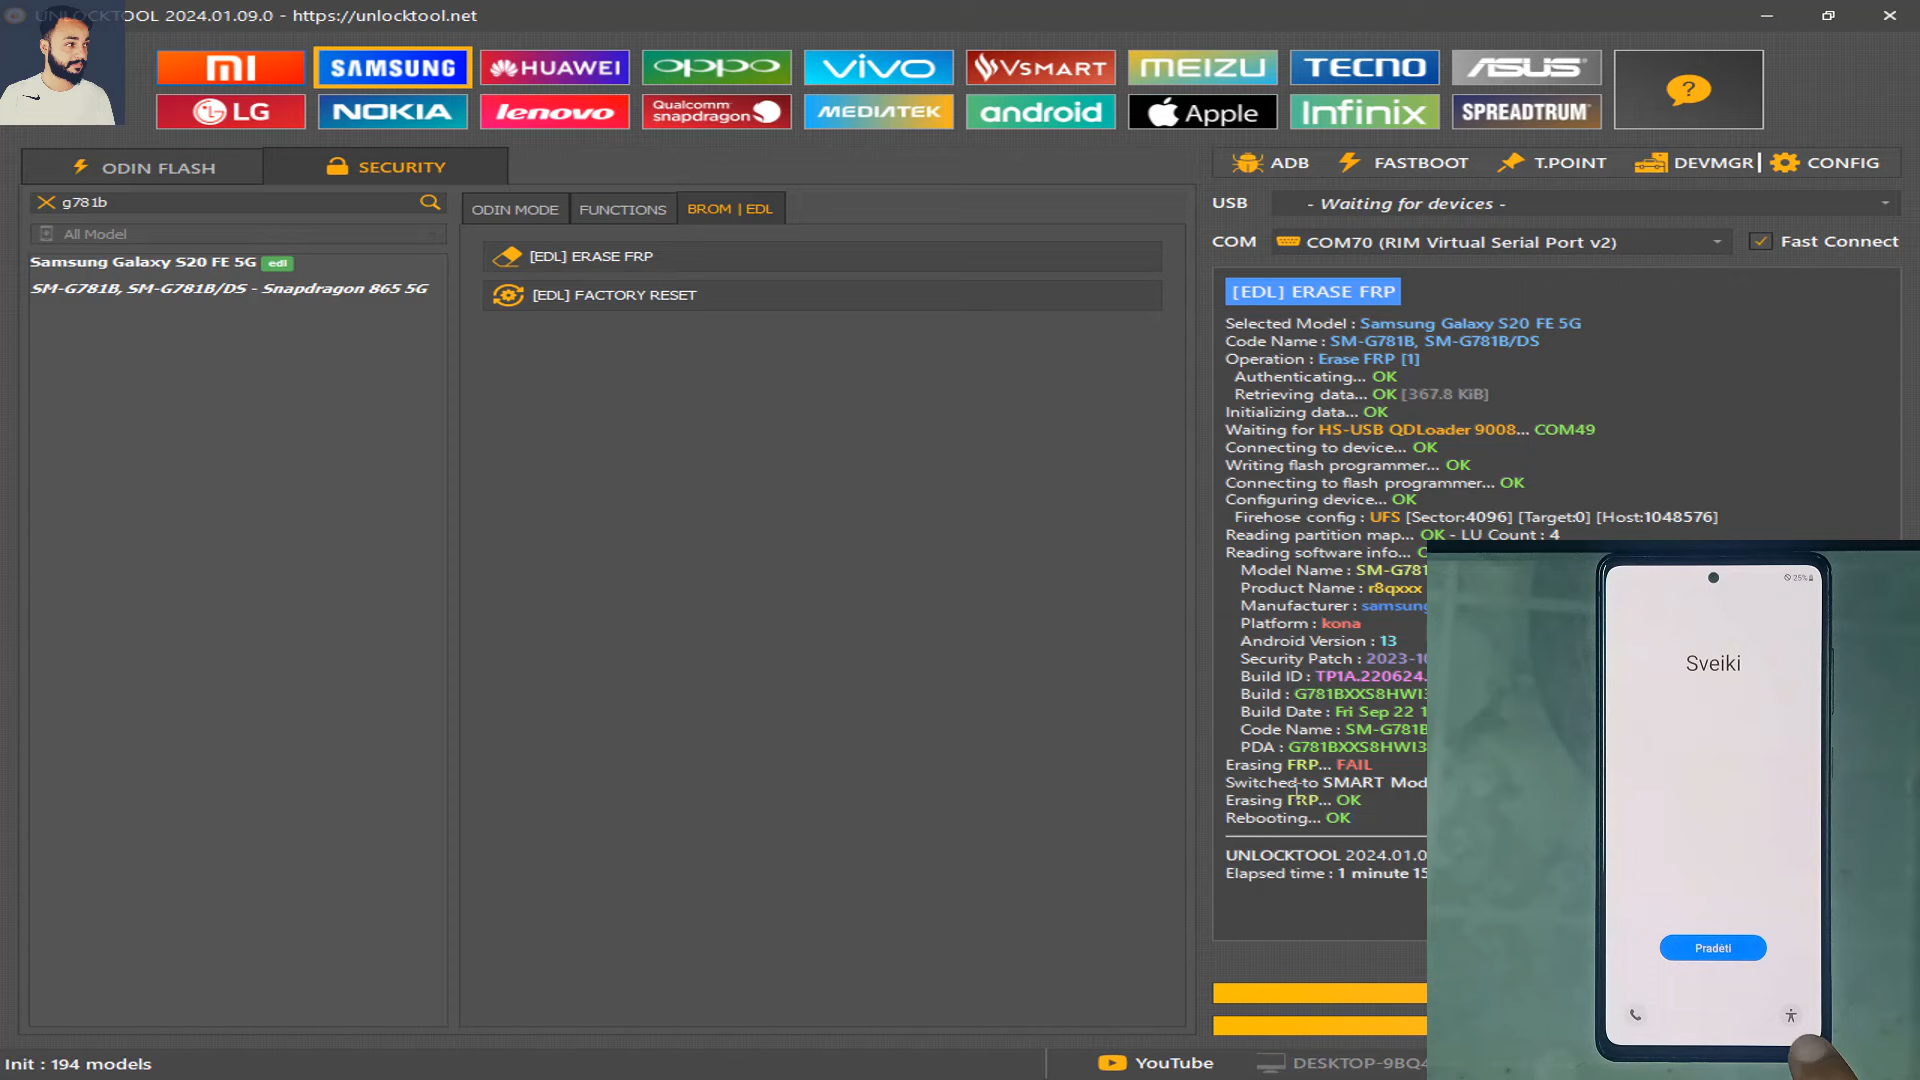 UNLOCKTOOL 2024.01.09.0 - https://unlocktool.net
MI
SAMSUNG
HUAWEI
oppo
vivo
VSMART
MEIZU
TECNO
ASUS
?
LG
NOKIA
lenovo
Qualcomm snapdragon
MEDIATEK
android
Apple
Infinix
SPREADTRUM
ODIN FLASH
SECURITY
ADB
FASTBOOT
T.POINT
DEVMGR
CONFIG
g781b
All Model
Samsung Galaxy S20 FE 5G edl
SM-G781B, SM-G781B/DS - Snapdragon 865 5G
ODIN MODE
FUNCTIONS
BROM | EDL
[EDL] ERASE FRP
[EDL] FACTORY RESET
USB - Waiting for devices -
COM COM70 (RIM Virtual Serial Port v2) Fast Connect
[EDL] ERASE FRP
Selected Model : Samsung Galaxy S20 FE 5G
Code Name : SM-G781B, SM-G781B/DS
Operation : Erase FRP [1]
Authenticating... OK
Retrieving data... OK [367.8 KiB]
Initializing data... OK
Waiting for HS-USB QDLoader 9008... COM49
Connecting to device... OK
Writing flash programmer... OK
Connecting to flash programmer... OK
Configuring device... OK
Firehose config : UFS [Sector:4096] [Target:0] [Host:1048576]
Reading partition map... OK - LU Count : 4
Reading software info...
Model Name : SM-G781
Product Name : r8qxxx
Manufacturer : samsung
Platform : kona
Android Version : 13
Security Patch : 2023-10
Build ID : TP1A.220624.
Build : G781BXXS8HWI3
Build Date : Fri Sep 22 1
Code Name : SM-G781B
PDA : G781BXXS8HWI3
Erasing FRP... FAIL
Switched to SMART Mod
Erasing FRP... OK
Rebooting... OK
UNLOCKTOOL 2024.01.0
Elapsed time : 1 minute 15
25%
Sveiki
Pradėti
Init : 194 models
YouTube
DESKTOP-9BQ4